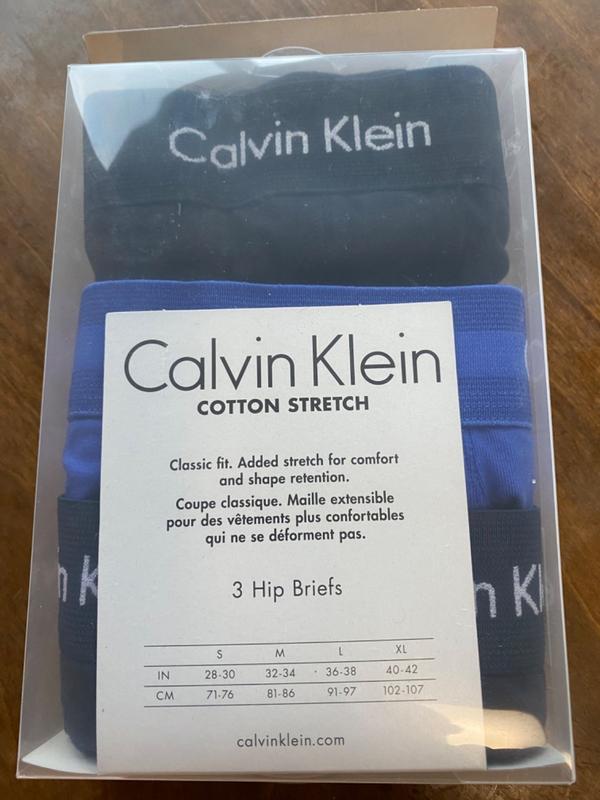 Calvin Klein
Calvin Klein
COTTON STRETCH
Classic fit. Added stretch for comfort
and shape retention.
Coupe classique. Maille extensible
pour des vêtements plus confortables
qui ne se déforment pas.
n K
n Kl
3 Hip Briefs
S M L XL
IN 28-30 32-34 36-38 40-42
CM 71-76 81-86 91-97 102-107
calvinklein.com